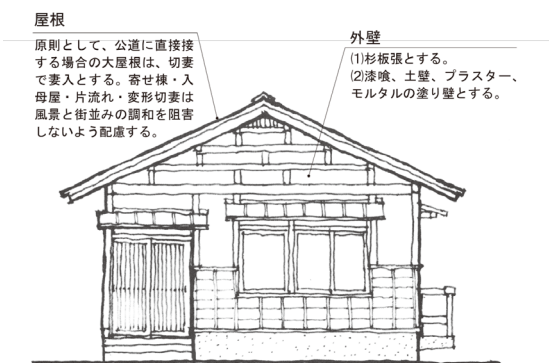 屋根
原則として、公道に直接接
する場合の大屋根は、切妻
で妻入とする。寄せ棟・入
母屋・片流れ・変形切妻は
風景と街並みの調和を阻害
しないよう配慮する。
外壁
⑴杉板張とする。
⑵漆喰、土壁、プラスター、
モルタルの塗り壁とする。